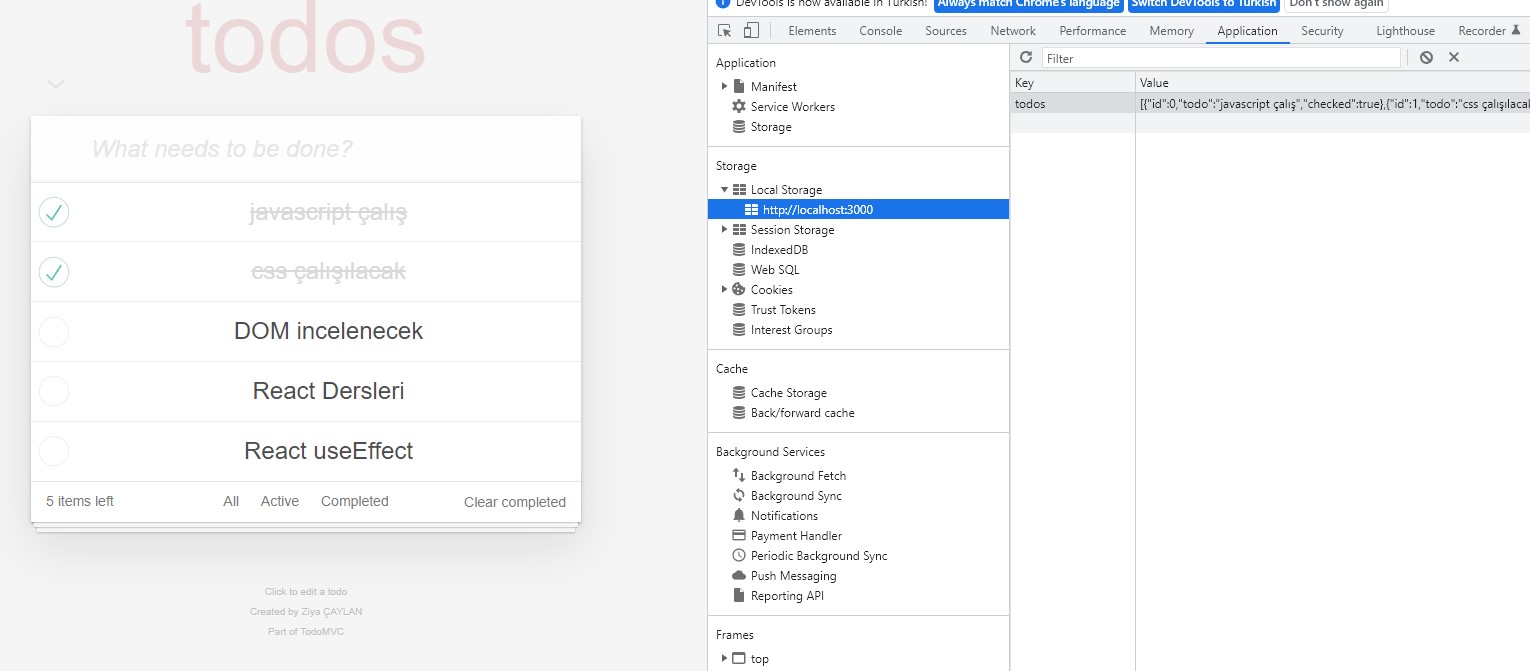 todos
What needs to be done?
javascript çalış
css çalışılacak
DOM incelenecek
React Dersleri
React useEffect
5 items left All Active Completed Clear completed
Click to edit a todo
Created by Ziya ÇAYLAN
Part of TodoMVC
DevTools is now available in Turkish! Always match Chrome's language Switch DevTools to Turkish Don't show again
Elements Console Sources Network Performance Memory Application Security Lighthouse Recorder
Application
Manifest
Service Workers
Storage
Storage
Local Storage
http://localhost:3000
Session Storage
IndexedDB
Web SQL
Cookies
Trust Tokens
Interest Groups
Cache
Cache Storage
Back/forward cache
Background Services
Background Fetch
Background Sync
Notifications
Payment Handler
Periodic Background Sync
Push Messaging
Reporting API
Frames
top
Filter
Key Value
todos [{"id":0,"todo":"javascript çalış","checked":true},{"id":1,"todo":"css çalışılacak